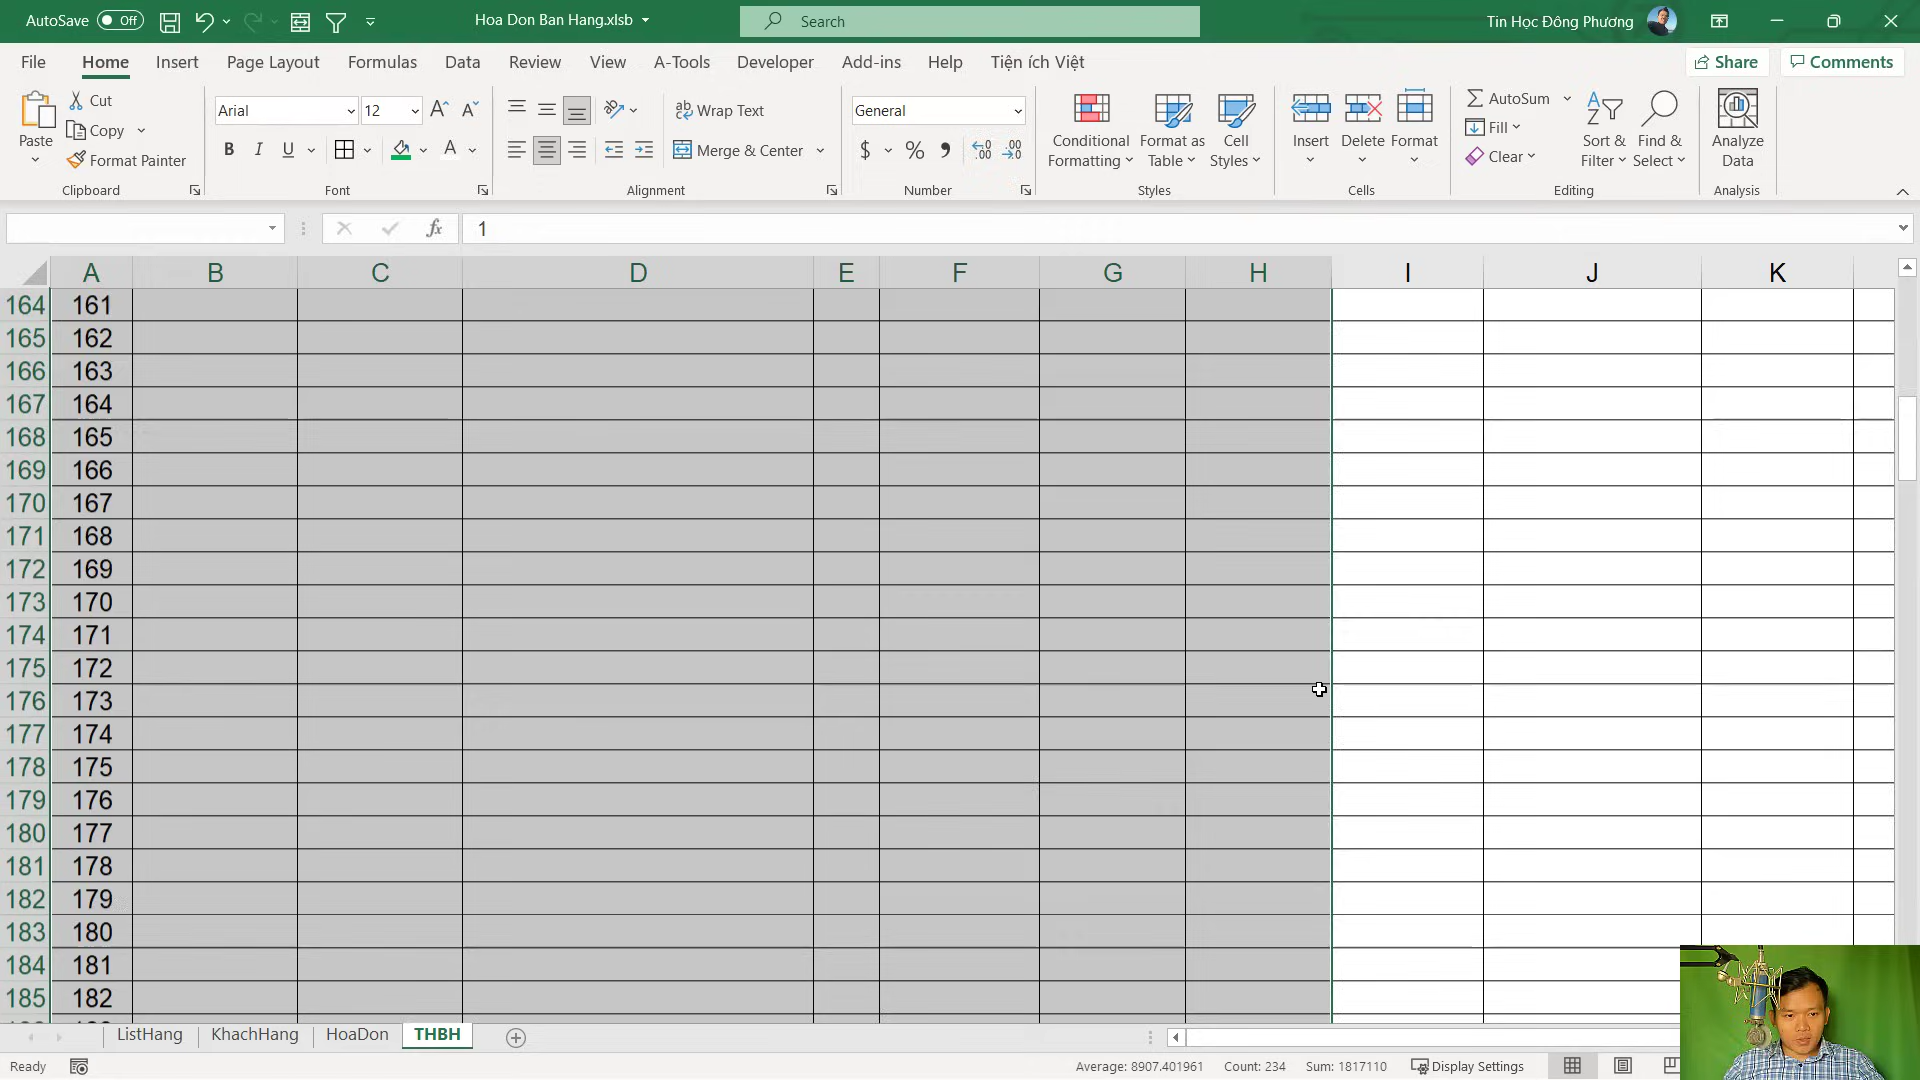 AutoSave Off Hoa Don Ban Hang.xlsb Search Tin Học Đông Phương
File Home Insert Page Layout Formulas Data Review View A-Tools Developer Add-ins Help Tiện ích Việt Share Comments
Paste Cut Copy Format Painter
Clipboard
Arial 12
B I U A
Font
Wrap Text
Merge & Center
Alignment
General
$ % 9
Number
Conditional Formatting Format as Table Cell Styles
Styles
Insert Delete Format
Cells
AutoSum Fill Clear Sort & Filter Find & Select
Editing
Analyze Data
Analysis
fx 1
A B C D E F G H I J K
164 161
165 162
166 163
167 164
168 165
169 166
170 167
171 168
172 169
173 170
174 171
175 172
176 173
177 174
178 175
179 176
180 177
181 178
182 179
183 180
184 181
185 182
ListHang KhachHang HoaDon THBH
Ready Average: 8907.401961 Count: 234 Sum: 1817110 Display Settings